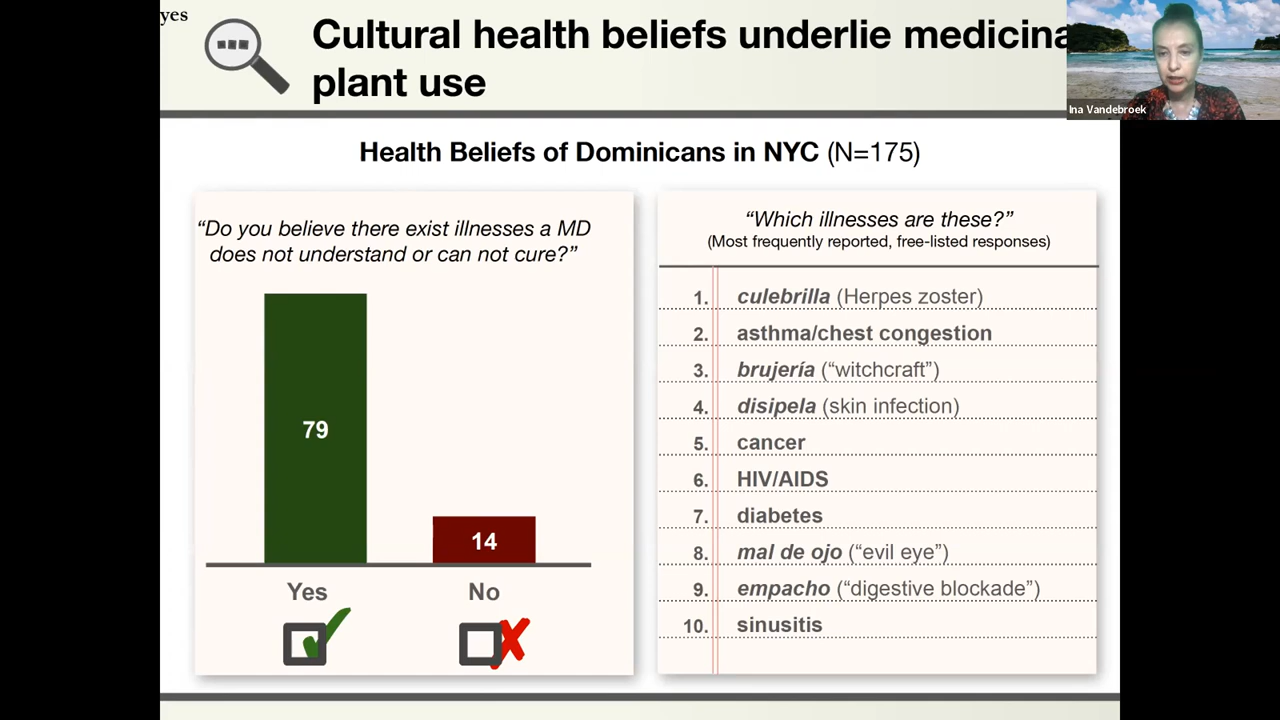 yes
Cultural health beliefs underlie medicina
plant use
Ina Vandebroek
Health Beliefs of Dominicans in NYC (N=175)
“Do you believe there exist illnesses a MD
does not understand or can not cure?”
79
14
Yes
No
“Which illnesses are these?”
(Most frequently reported, free-listed responses)
1. culebrilla (Herpes zoster)
2. asthma/chest congestion
3. brujería (“witchcraft”)
4. disipela (skin infection)
5. cancer
6. HIV/AIDS
7. diabetes
8. mal de ojo (“evil eye”)
9. empacho (“digestive blockade”)
10. sinusitis